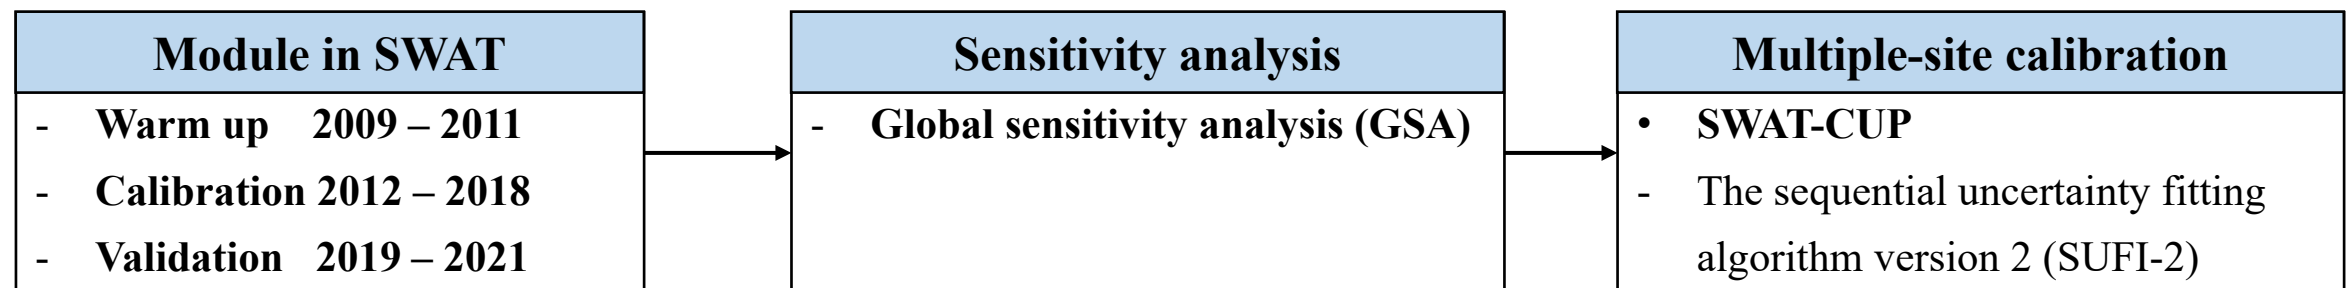 Module in SWAT
- Warm up 2009 – 2011
- Calibration 2012 – 2018
- Validation 2019 – 2021
Sensitivity analysis
- Global sensitivity analysis (GSA)
Multiple-site calibration
• SWAT-CUP
- The sequential uncertainty fitting
algorithm version 2 (SUFI-2)